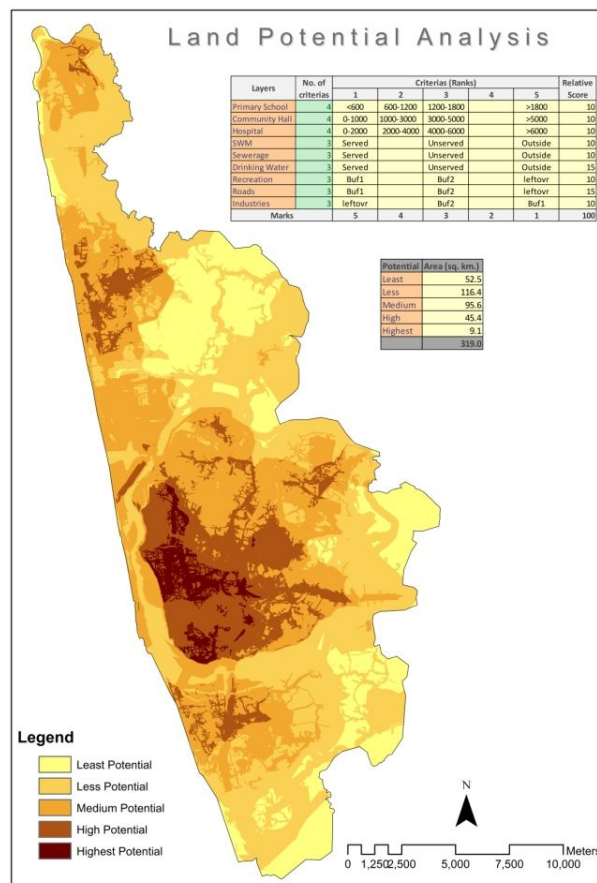 Land Potential Analysis
Layers No. of criterias Criterias (Ranks) Relative Score
1 2 3 4 5
Primary School 4 <600 600-1200 1200-1800 >1800 10
Community Hall 4 0-1000 1000-3000 3000-5000 >5000 10
Hospital 4 0-2000 2000-4000 4000-6000 >6000 10
SWM 3 Served Unserved Outside 10
Sewerage 3 Served Unserved Outside 10
Drinking Water 3 Served Unserved Outside 15
Recreation 3 Buf1 Buf2 leftovr 10
Roads 3 Buf1 Buf2 leftovr 15
Industries 3 leftovr Buf2 Buf1 10
Marks 5 4 3 2 1 100
Potential Area (sq. km.)
Least 52.5
Less 116.4
Medium 95.6
High 45.4
Highest 9.1
319.0
Legend
Least Potential
Less Potential
Medium Potential
High Potential
Highest Potential
N
Meters
0 1,250 2,500 5,000 7,500 10,000